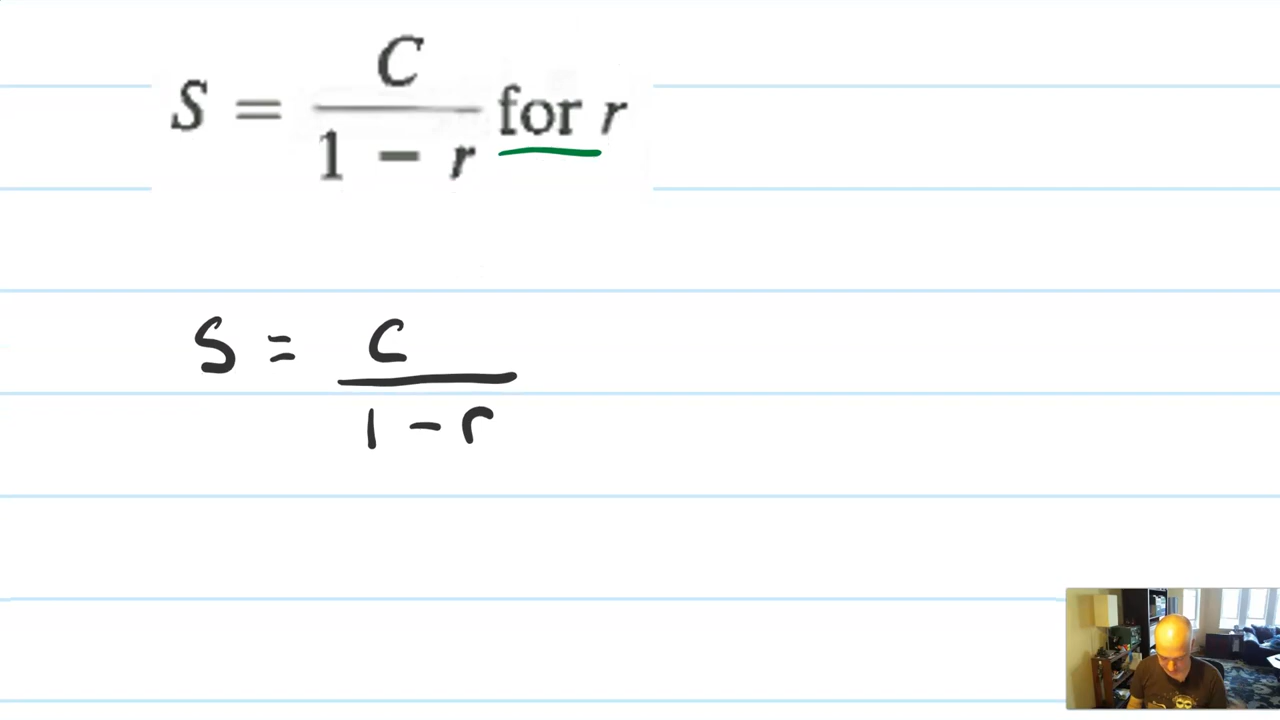 S = C / 1 − r for r
S = C / 1 − r